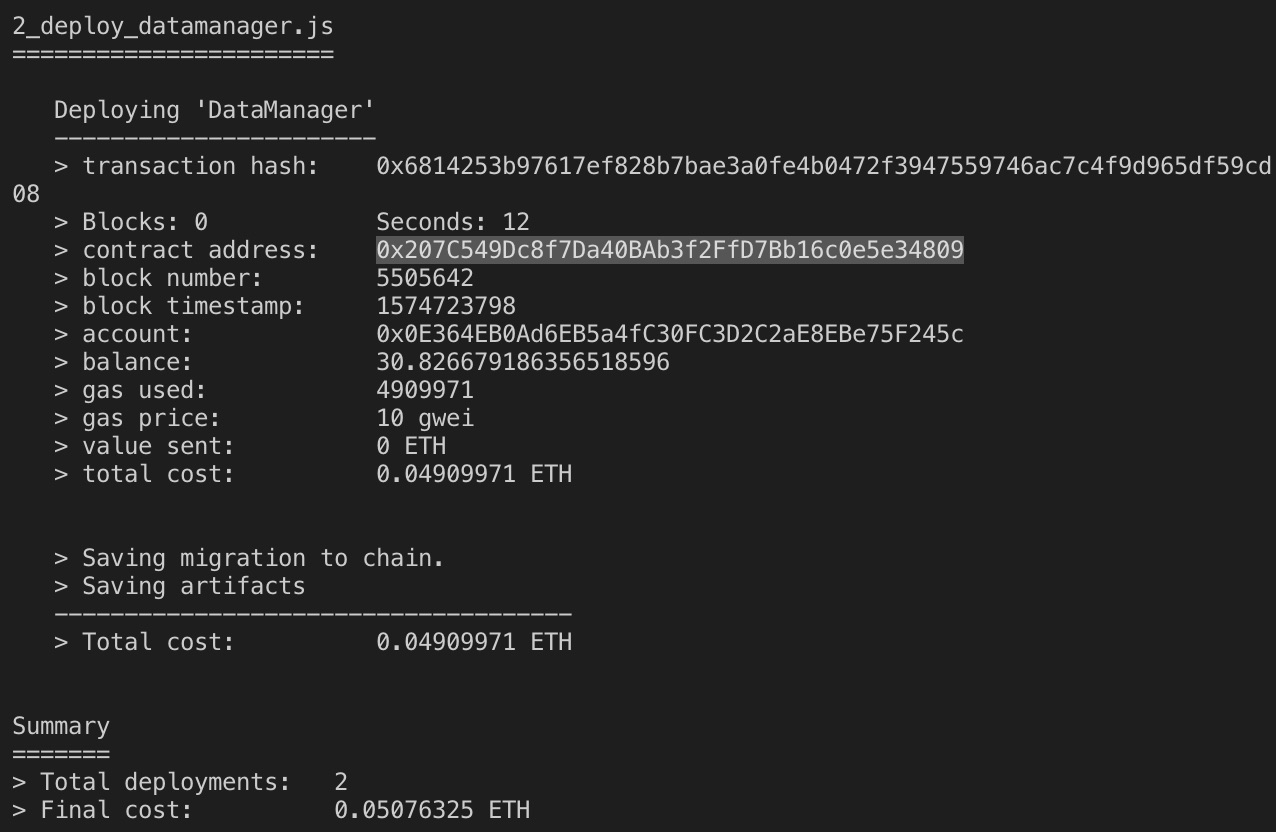 2_deploy_datamanager.js
=======================
Deploying 'DataManager'
-----------------------
> transaction hash:    0x6814253b97617ef828b7bae3a0fe4b0472f3947559746ac7c4f9d965df59cd
08
> Blocks: 0            Seconds: 12
> contract address:    0x207C549Dc8f7Da40BAb3f2FfD7Bb16c0e5e34809
> block number:        5505642
> block timestamp:     1574723798
> account:             0x0E364EB0Ad6EB5a4fC30FC3D2C2aE8EBe75F245c
> balance:             30.826679186356518596
> gas used:            4909971
> gas price:           10 gwei
> value sent:          0 ETH
> total cost:          0.04909971 ETH
> Saving migration to chain.
> Saving artifacts
-------------------------------------
> Total cost:          0.04909971 ETH
Summary
=======
> Total deployments:   2
> Final cost:          0.05076325 ETH